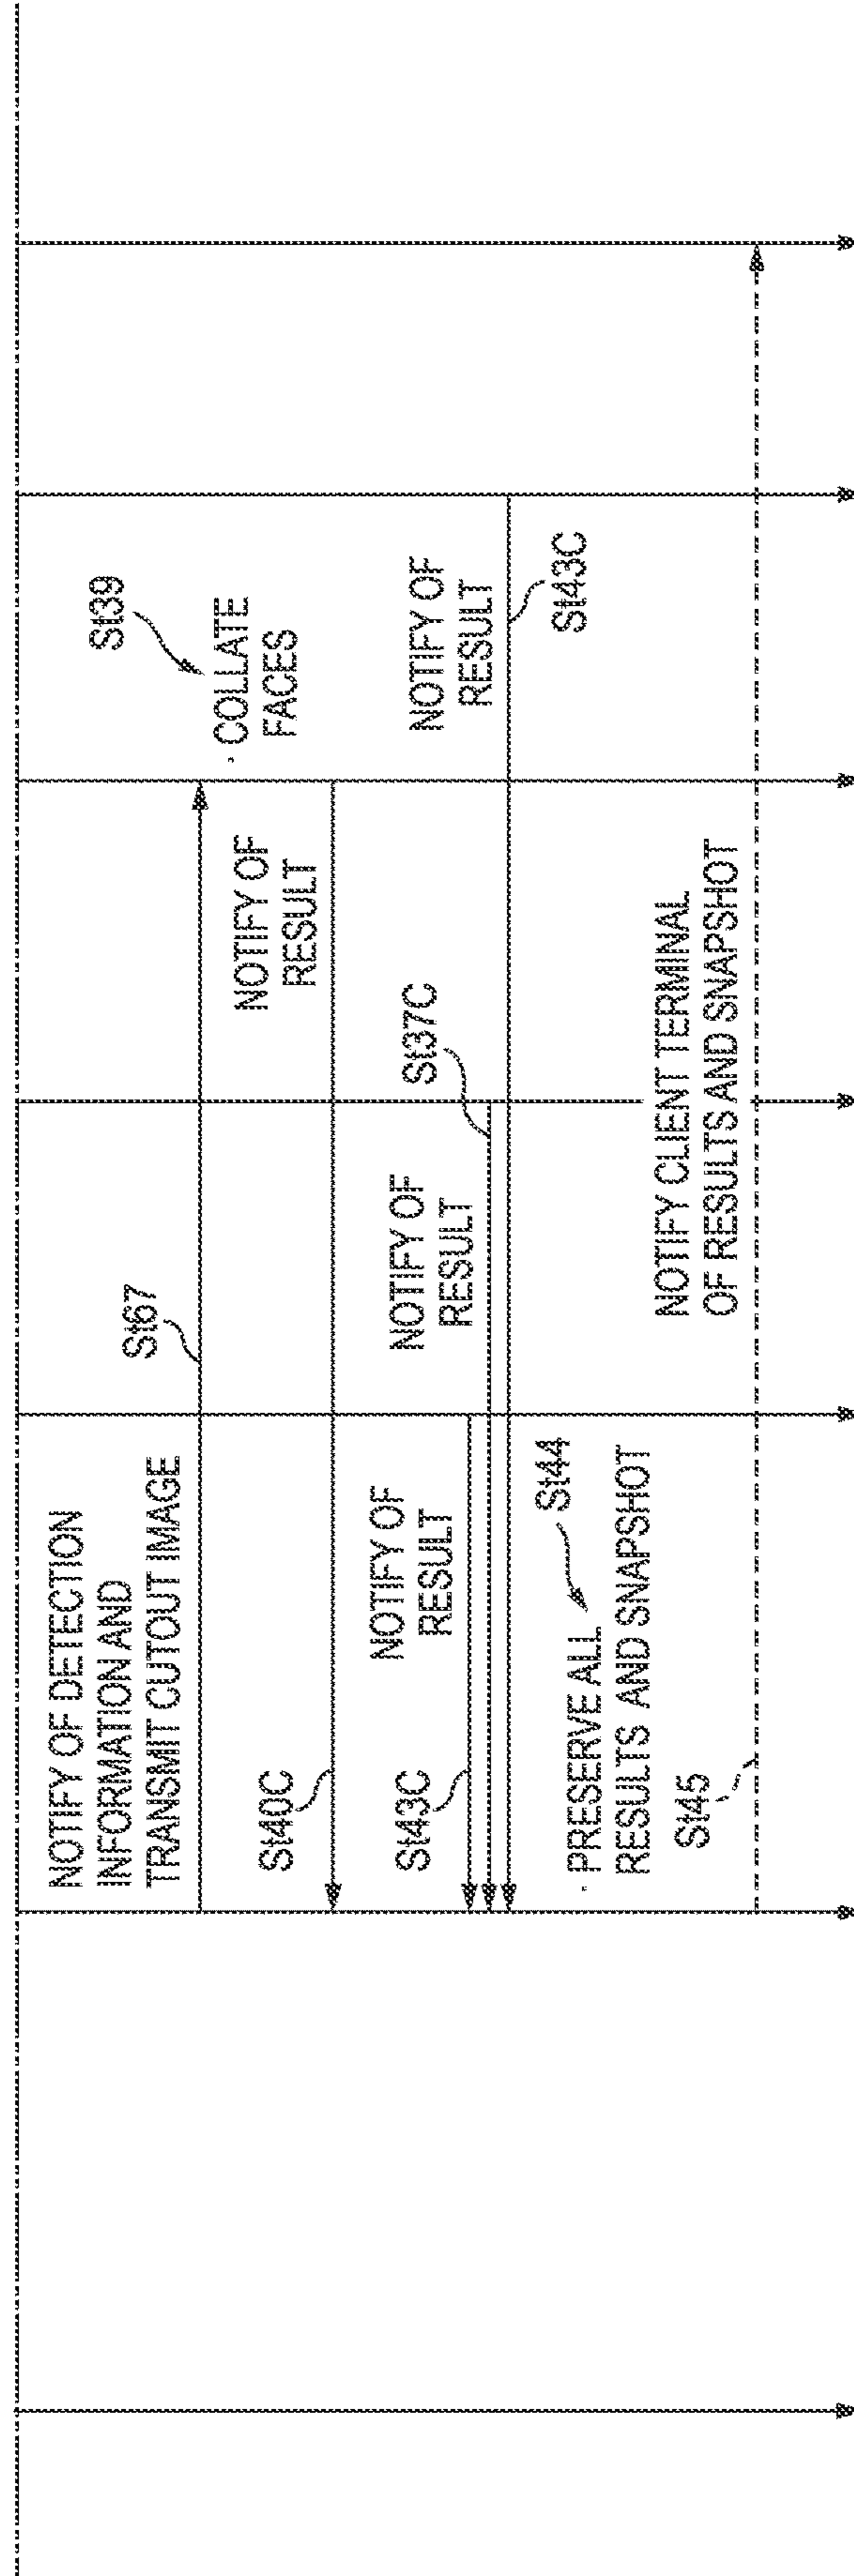 NOTIFY OF DETECTION
INFORMATION AND
TRANSMIT CUTOUT IMAGE
St67
St39
· COLLATE
FACES
NOTIFY OF
RESULT
St40C
NOTIFY OF
RESULT
St43C
NOTIFY OF
RESULT
St37C
NOTIFY OF
RESULT
St43C
St44
· PRESERVE ALL
RESULTS AND SNAPSHOT
NOTIFY CLIENT TERMINAL
OF RESULTS AND SNAPSHOT
St45